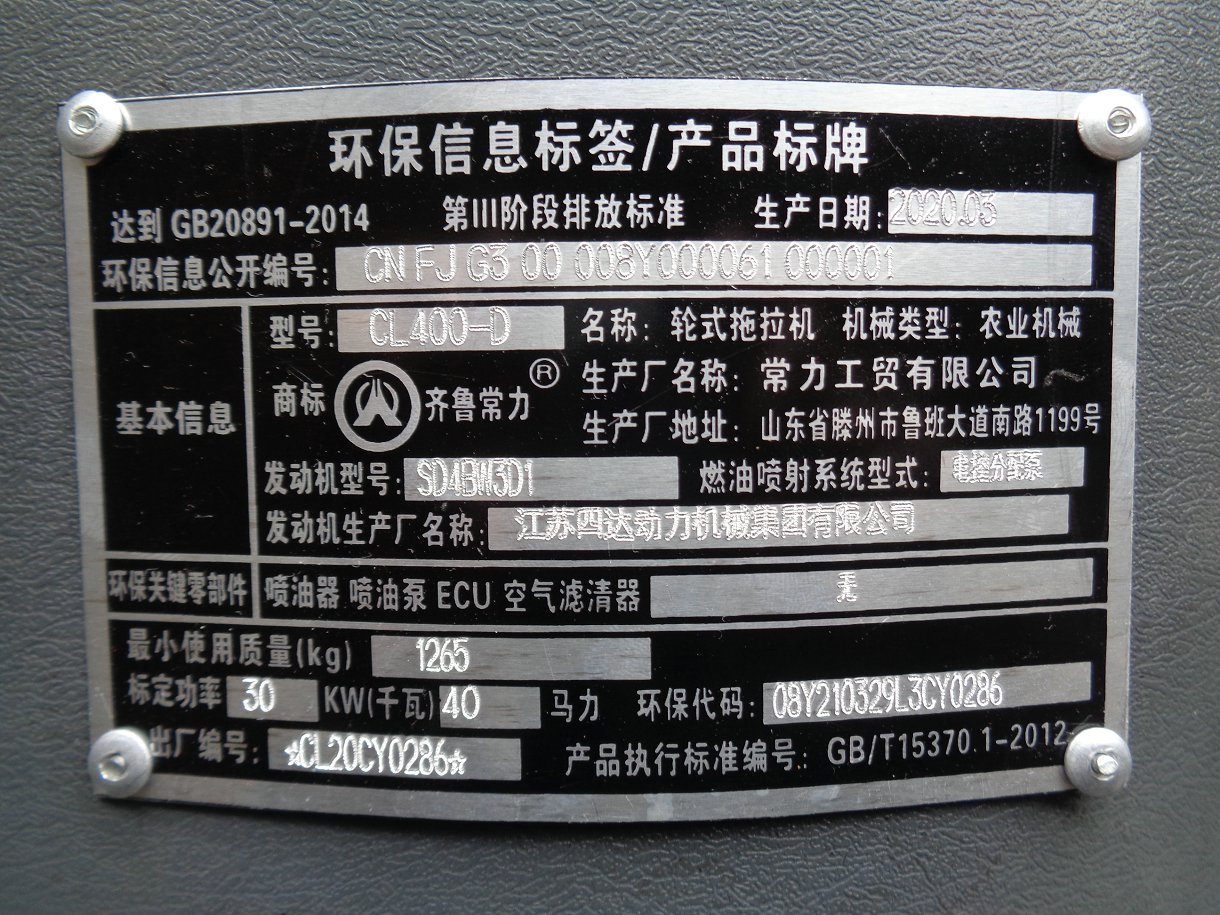 环保信息标签/产品标牌
达到 GB20891-2014 第III阶段排放标准 生产日期: 2020.03
环保信息公开编号: CN FJ G3 00 008Y000061 000001
基本信息
型号: CL400-D 名称: 轮式拖拉机 机械类型: 农业机械
商标 齐鲁常力 ® 生产厂名称: 常力工贸有限公司
生产厂地址: 山东省滕州市鲁班大道南路1199号
发动机型号: SD4BW3D1 燃油喷射系统型式: 电控分配泵
发动机生产厂名称: 江苏四达动力机械集团有限公司
环保关键零部件 喷油器 喷油泵 ECU 空气滤清器 无
最小使用质量(kg) 1265
标定功率 30 KW(千瓦) 40 马力 环保代码: 08Y210329L3CY0286
出厂编号: ☆CL20CY0286☆ 产品执行标准编号: GB/T15370.1-2012